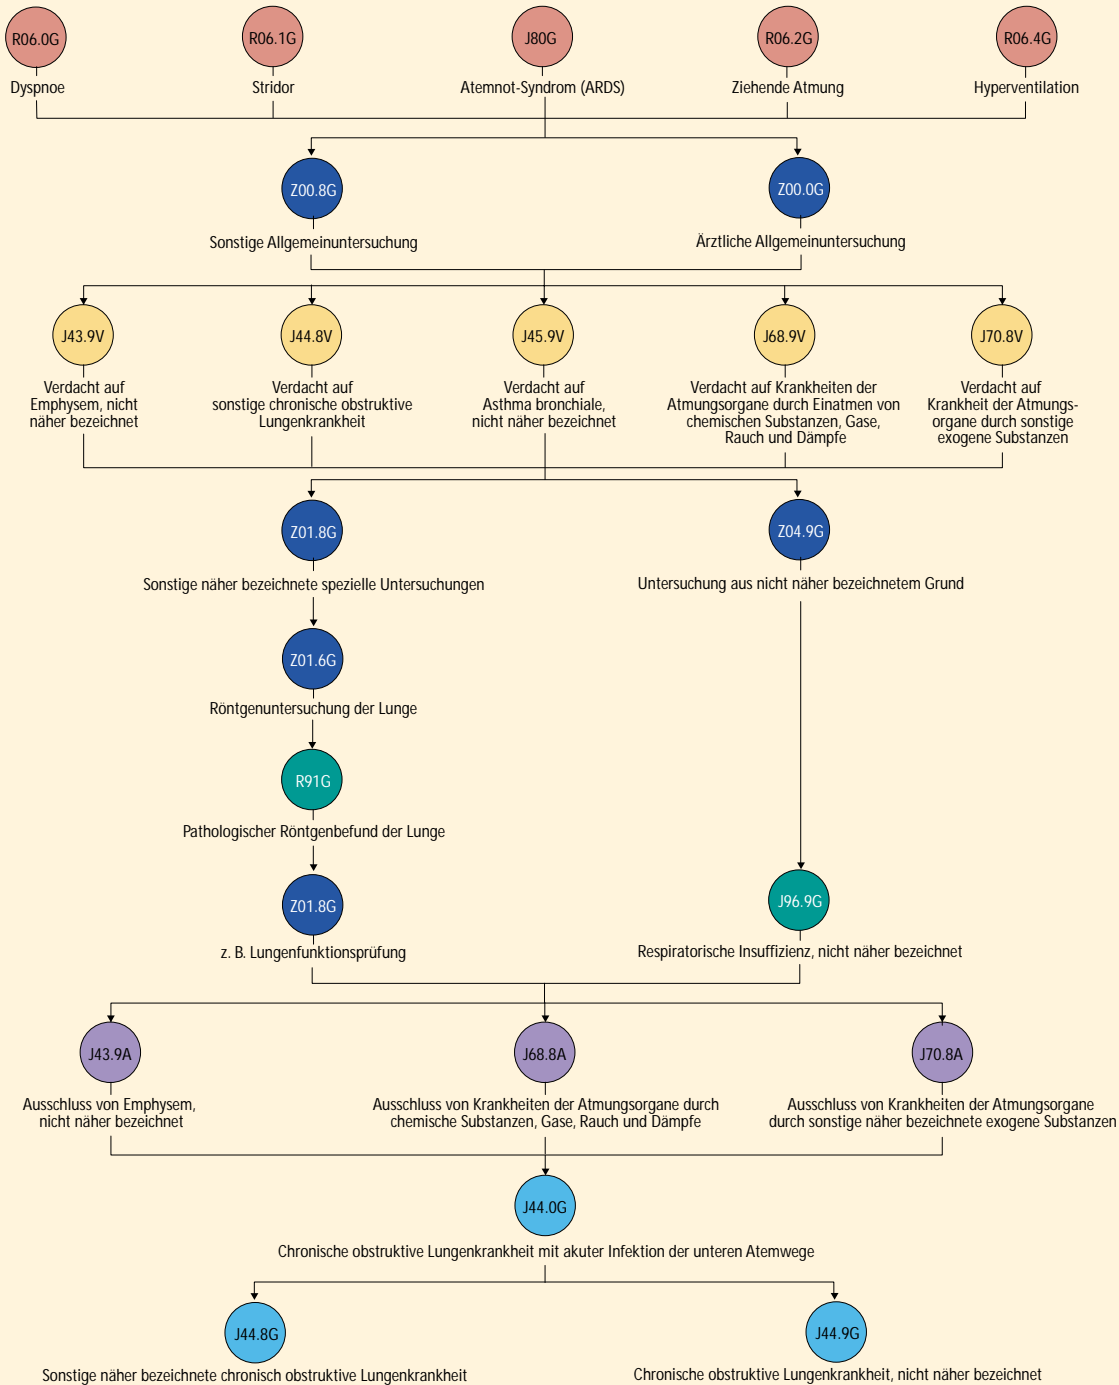 R06.0G
R06.1G
J80G
R06.2G
R06.4G
Dyspnoe
Stridor
Atemnot-Syndrom (ARDS)
Ziehende Atmung
Hyperventilation
Z00.8G
Z00.0G
Sonstige Allgemeinuntersuchung
Ärztliche Allgemeinuntersuchung
J43.9V
J44.8V
J45.9V
J68.9V
J70.8V
Verdacht auf
Emphysem, nicht
näher bezeichnet
Verdacht auf
sonstige chronische obstruktive
Lungenkrankheit
Verdacht auf
Asthma bronchiale,
nicht näher bezeichnet
Verdacht auf Krankheiten der
Atmungsorgane durch Einatmen von
chemischen Substanzen, Gase,
Rauch und Dämpfe
Verdacht auf
Krankheit der Atmungs-
organe durch sonstige
exogene Substanzen
Z01.8G
Z04.9G
Sonstige näher bezeichnete spezielle Untersuchungen
Untersuchung aus nicht näher bezeichnetem Grund
Z01.6G
Röntgenuntersuchung der Lunge
R91G
Pathologischer Röntgenbefund der Lunge
Z01.8G
J96.9G
z. B. Lungenfunktionsprüfung
Respiratorische Insuffizienz, nicht näher bezeichnet
J43.9A
J68.8A
J70.8A
Ausschluss von Emphysem,
nicht näher bezeichnet
Ausschluss von Krankheiten der Atmungsorgane durch
chemische Substanzen, Gase, Rauch und Dämpfe
Ausschluss von Krankheiten der Atmungsorgane
durch sonstige näher bezeichnete exogene Substanzen
J44.0G
Chronische obstruktive Lungenkrankheit mit akuter Infektion der unteren Atemwege
J44.8G
J44.9G
Sonstige näher bezeichnete chronisch obstruktive Lungenkrankheit
Chronische obstruktive Lungenkrankheit, nicht näher bezeichnet